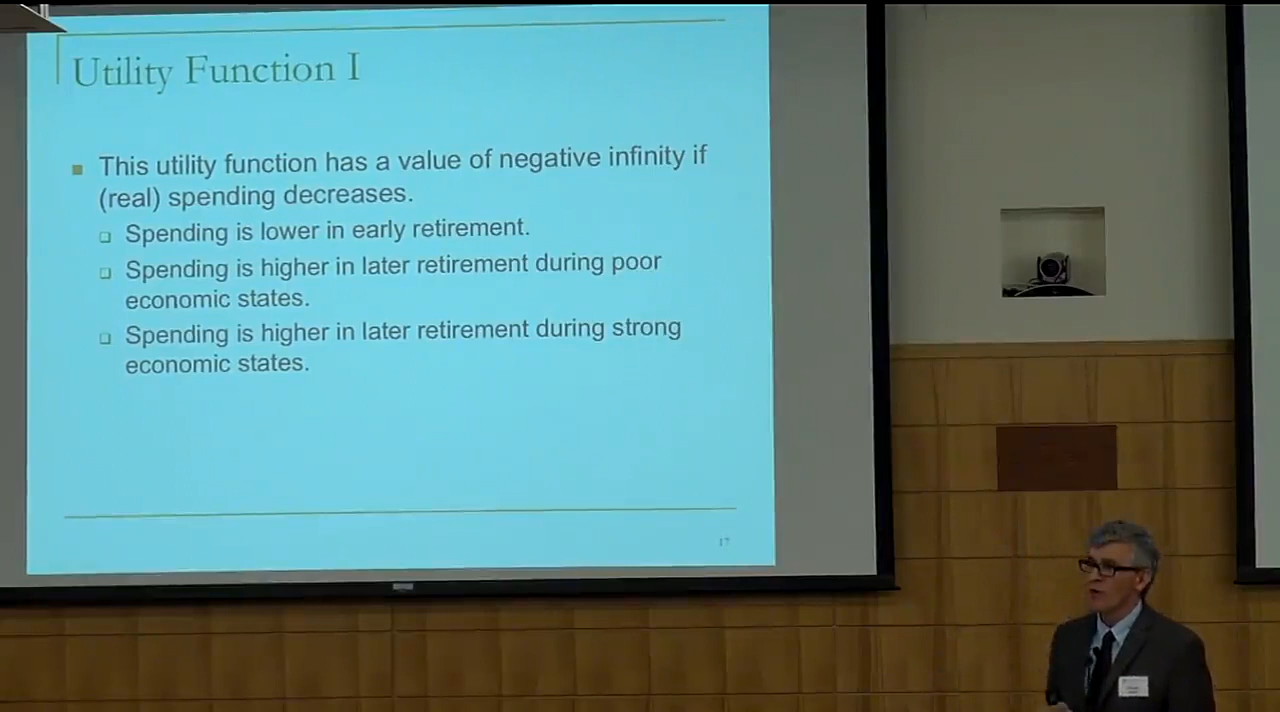 Utility Function I
This utility function has a value of negative infinity if
(real) spending decreases.
Spending is lower in early retirement.
Spending is higher in later retirement during poor
economic states.
Spending is higher in later retirement during strong
economic states.
17